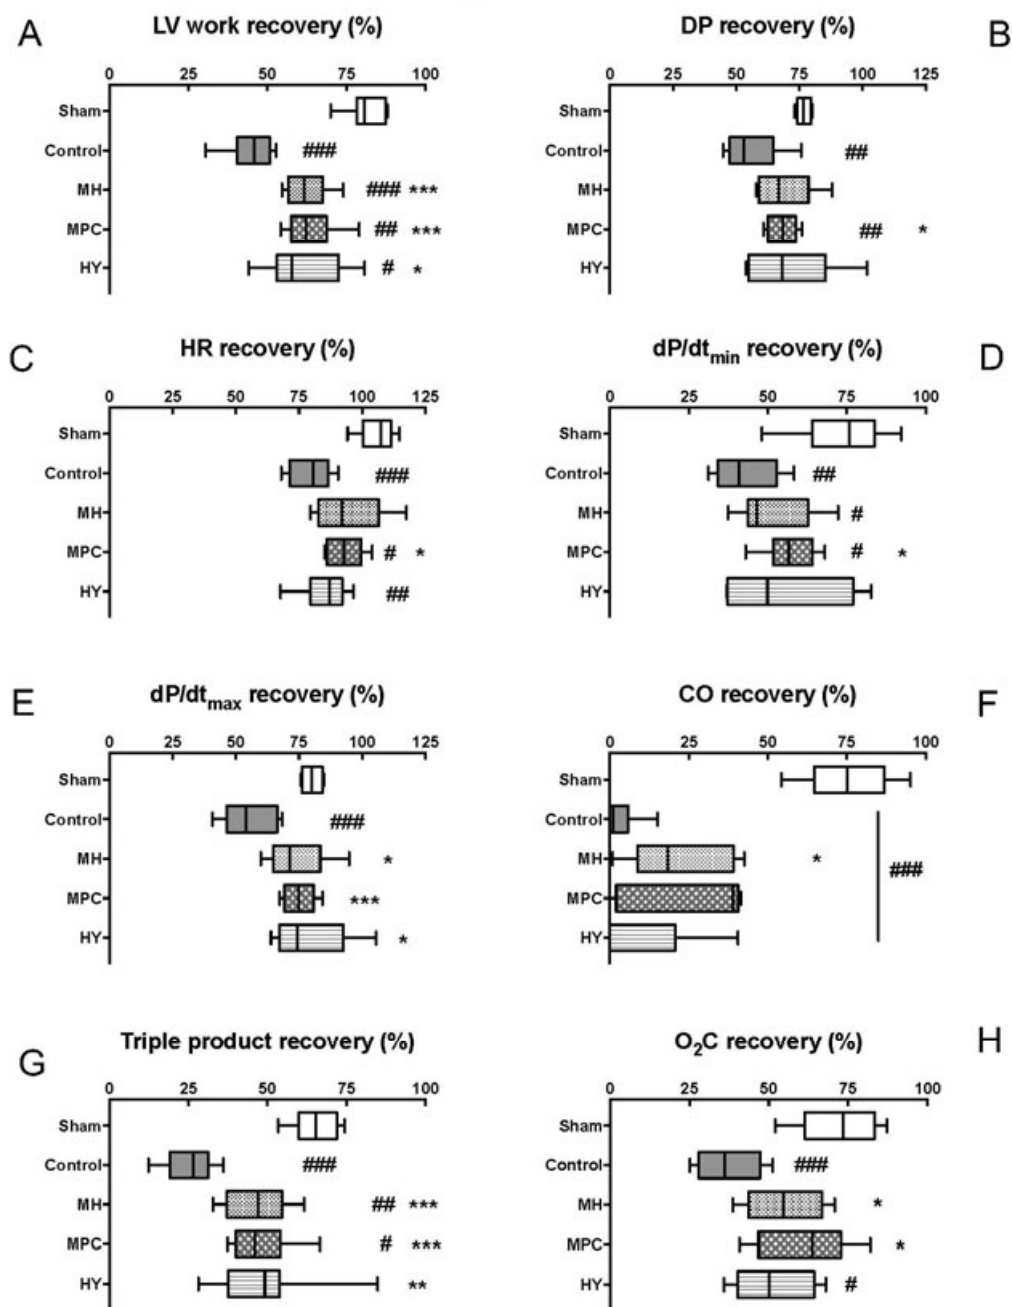 A LV work recovery (%)
0 25 50 75 100
Sham
Control ###
MH ### ***
MPC ## ***
HY # *
DP recovery (%) B
0 25 50 75 100 125
Sham
Control ##
MH
MPC ## *
HY
C HR recovery (%)
0 25 50 75 100 125
Sham
Control ###
MH
MPC # *
HY ##
dP/dtmin recovery (%) D
0 25 50 75 100
Sham
Control ##
MH #
MPC # *
HY
E dP/dtmax recovery (%)
0 25 50 75 100 125
Sham
Control ###
MH *
MPC ***
HY *
CO recovery (%) F
0 25 50 75 100
Sham
Control
MH *
###
MPC
HY
G Triple product recovery (%)
0 25 50 75 100
Sham
Control ###
MH ## ***
MPC # ***
HY **
O2C recovery (%) H
0 25 50 75 100
Sham
Control ###
MH *
MPC *
HY #